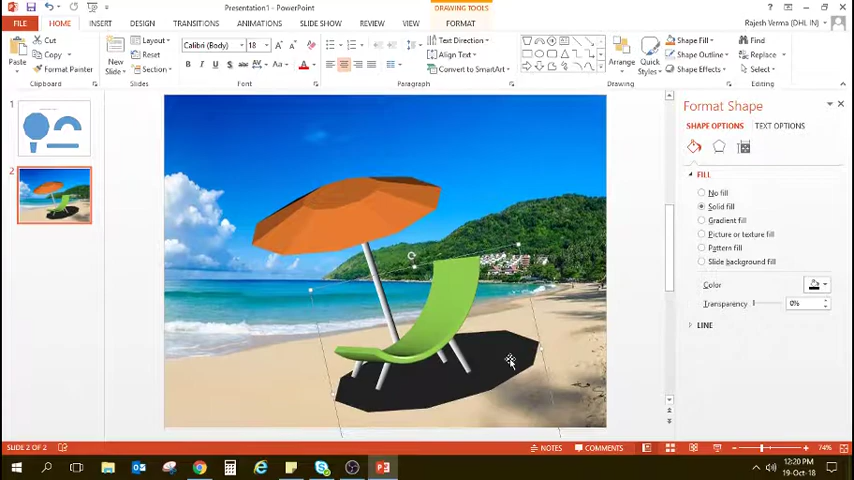 Presentation1 - PowerPoint
DRAWING TOOLS
FILE HOME INSERT DESIGN TRANSITIONS ANIMATIONS SLIDE SHOW REVIEW VIEW FORMAT
Rajesh Verma (DHL IN)
Paste
Cut
Copy
Format Painter
Clipboard
New Slide
Layout
Reset
Section
Slides
Calibri (Body) 18
Font
Paragraph
Text Direction
Align Text
Convert to SmartArt
Arrange
Quick Styles
Shape Fill
Shape Outline
Shape Effects
Drawing
Find
Replace
Select
Editing
1
2
Format Shape
SHAPE OPTIONS TEXT OPTIONS
FILL
No fill
Solid fill
Gradient fill
Picture or texture fill
Pattern fill
Slide background fill
Color
Transparency 0%
LINE
SLIDE 2 OF 2
NOTES COMMENTS 74%
12:20 PM
19-Oct-18